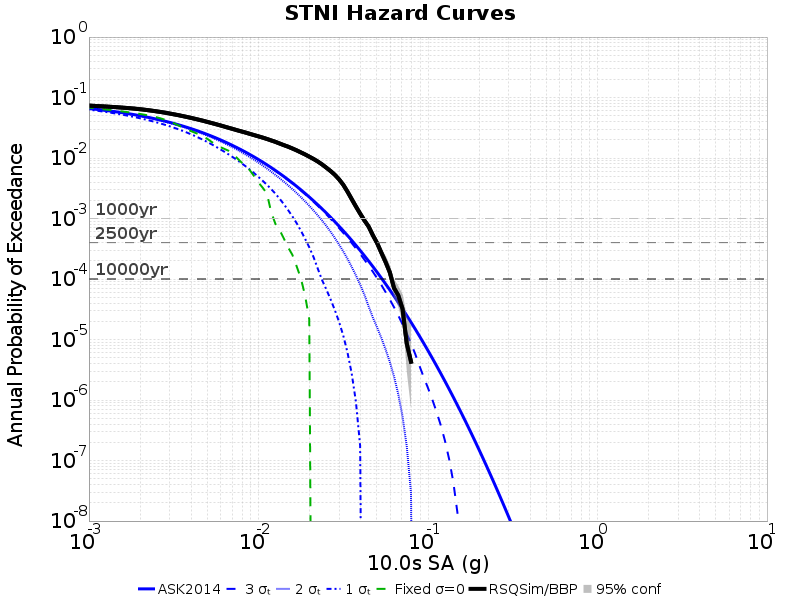 STNI Hazard Curves
Annual Probability of Exceedance
10^0
10^-1
10^-2
10^-3
10^-4
10^-5
10^-6
10^-7
10^-8
1000yr
2500yr
10000yr
10^-3 10^-2 10^-1 10^0 10^1
10.0s SA (g)
ASK2014 3 σₜ 2 σₜ 1 σₜ Fixed σ=0 RSQSim/BBP 95% conf